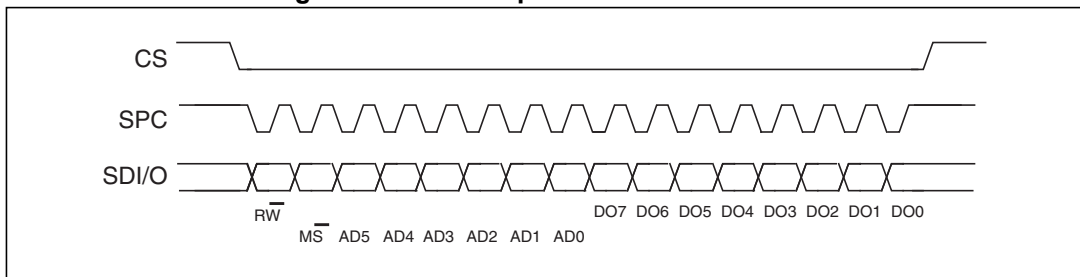 CS
SPC
SDI/O
RW̅
DO7 DO6 DO5 DO4 DO3 DO2 DO1 DO0
MS̅ AD5 AD4 AD3 AD2 AD1 AD0